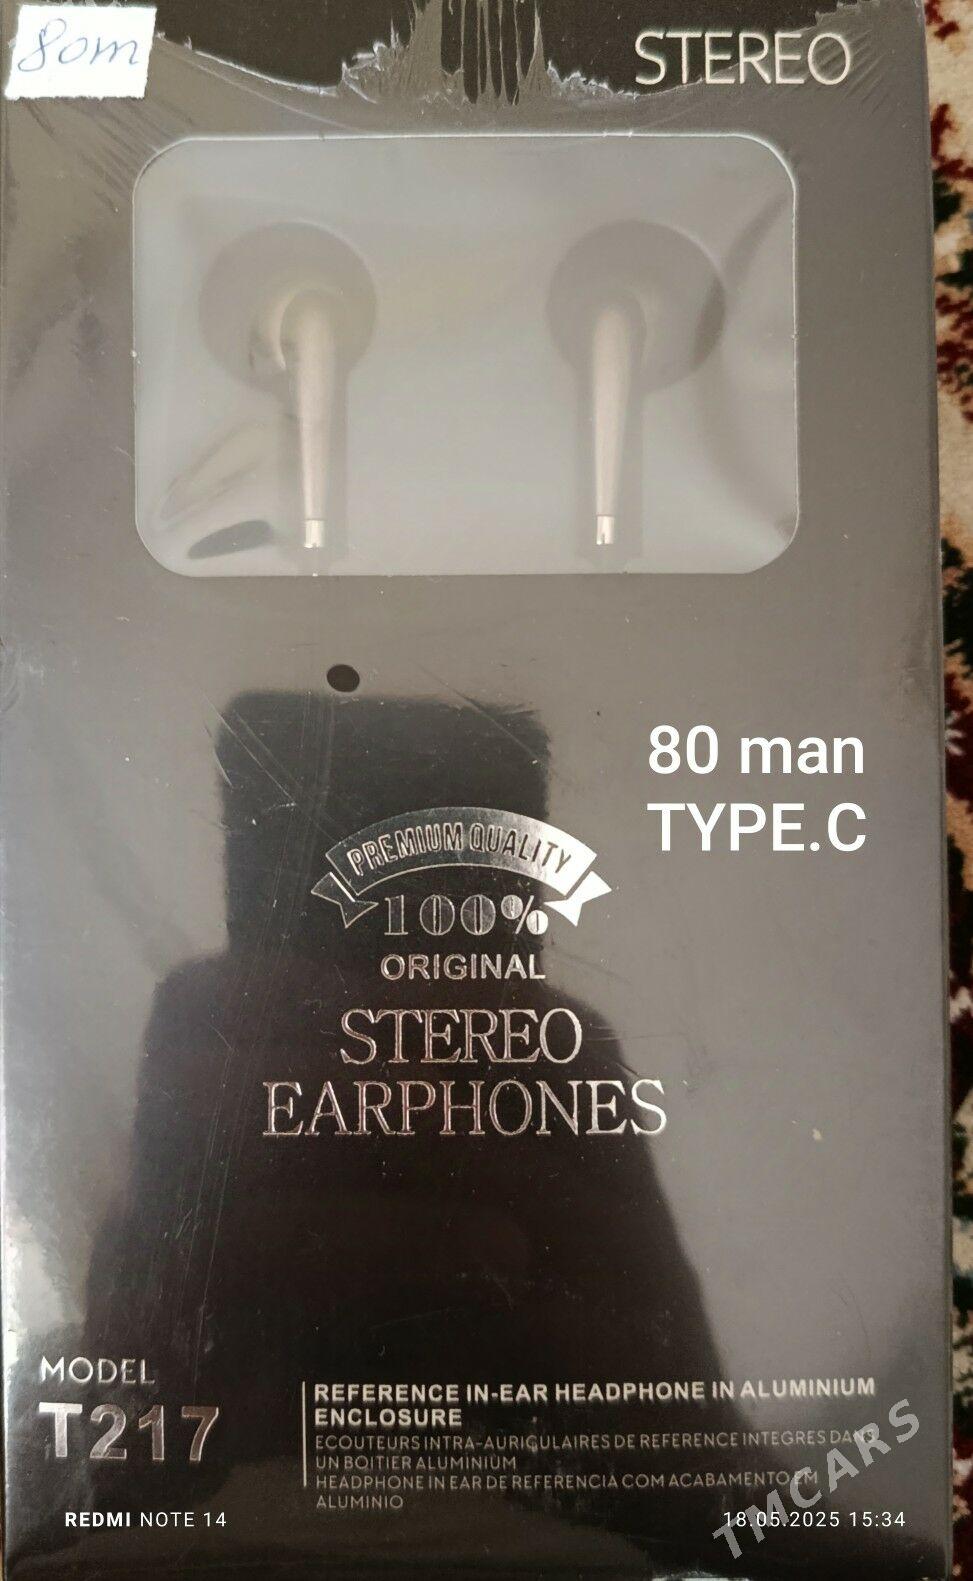 80m
STEREO
80 man
TYPE.C
PREMIUM QUALITY
100%
ORIGINAL
STEREO
EARPHONES
MODEL
T217
REFERENCE IN-EAR HEADPHONE IN ALUMINIUM
ENCLOSURE
ECOUTEURS INTRA-AURICULAIRES DE REFERENCE INTEGRES DANS
UN BOITIER ALUMINIUM
HEADPHONE IN EAR DE REFERENCIA COM ACABAMENTO EM
ALUMINIO
REDMI NOTE 14
18.05.2025 15:34
TMCARS